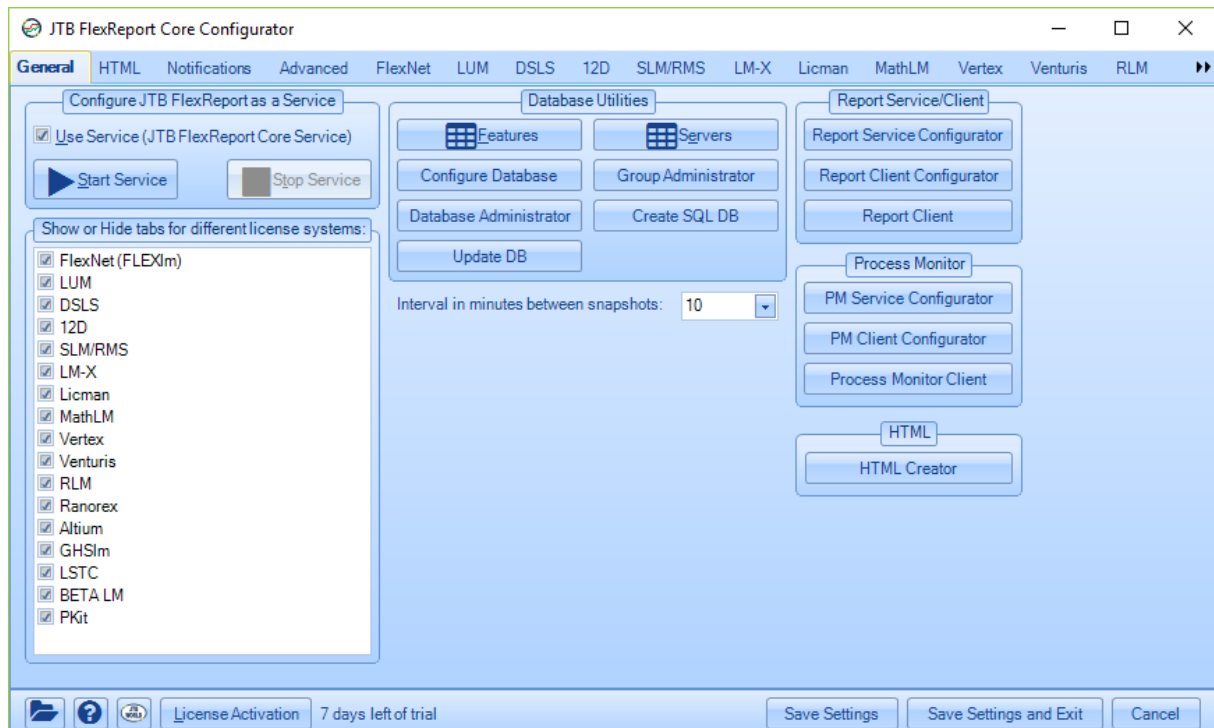 JTB FlexReport Core Configurator
General HTML Notifications Advanced FlexNet LUM DSLS 12D SLM/RMS LM-X Licman MathLM Vertex Venturis RLM
Configure JTB FlexReport as a Service
Use Service (JTB FlexReport Core Service)
Start Service Stop Service
Show or Hide tabs for different license systems:
FlexNet (FLEXlm)
LUM
DSLS
12D
SLM/RMS
LM-X
Licman
MathLM
Vertex
Venturis
RLM
Ranorex
Altium
GHSlm
LSTC
BETA LM
PKit
Database Utilities
Features Servers
Configure Database Group Administrator
Database Administrator Create SQL DB
Update DB
Interval in minutes between snapshots: 10
Report Service/Client
Report Service Configurator
Report Client Configurator
Report Client
Process Monitor
PM Service Configurator
PM Client Configurator
Process Monitor Client
HTML
HTML Creator
JTB WORLD
License Activation 7 days left of trial Save Settings Save Settings and Exit Cancel